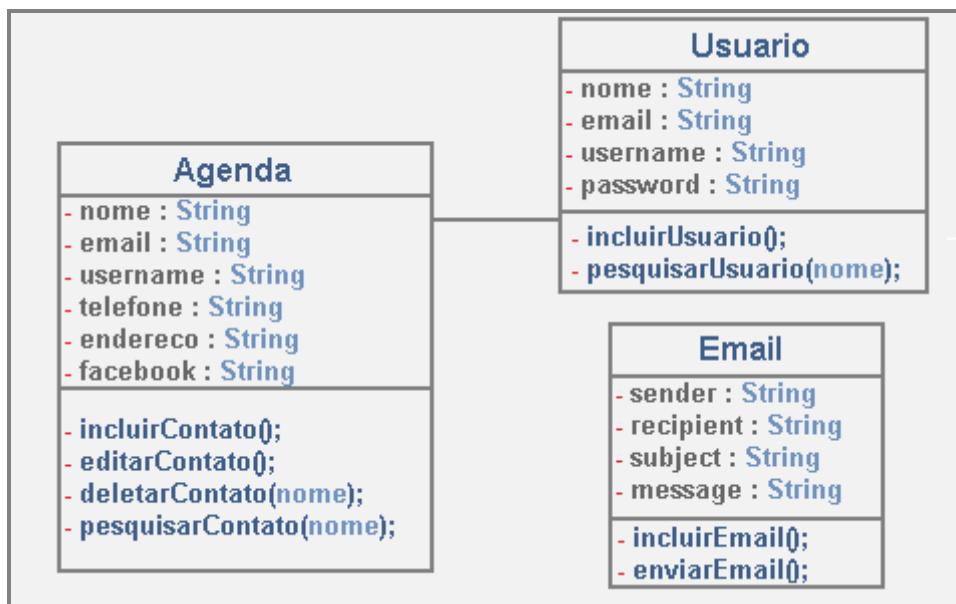 Agenda
- nome : String
- email : String
- username : String
- telefone : String
- endereco : String
- facebook : String
- incluirContato();
- editarContato();
- deletarContato(nome);
- pesquisarContato(nome);
Usuario
- nome : String
- email : String
- username : String
- password : String
- incluirUsuario();
- pesquisarUsuario(nome);
Email
- sender : String
- recipient : String
- subject : String
- message : String
- incluirEmail();
- enviarEmail();